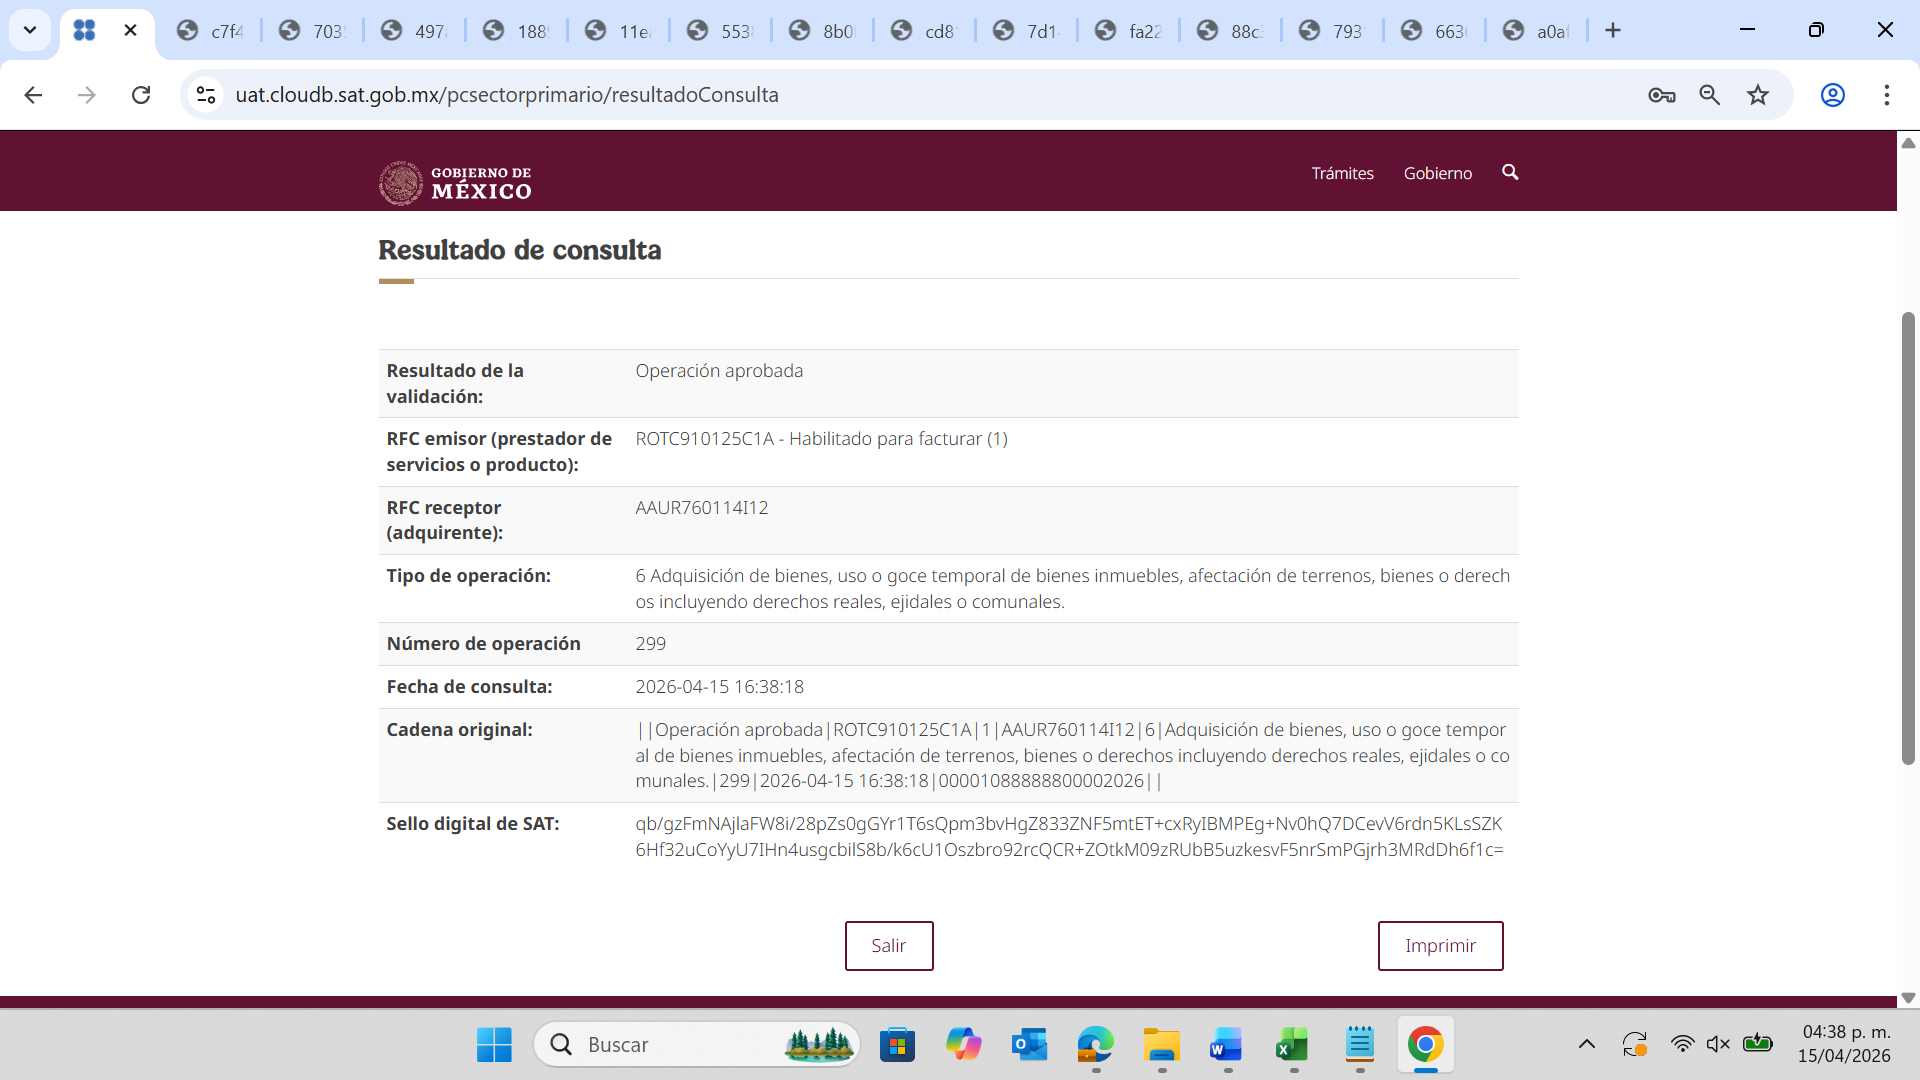 c7f4
703
497
188
11e
553
8b0
cd8
7d1
fa22
88c
793
663
a0a
uat.cloudb.sat.gob.mx/pcsectorprimario/resultadoConsulta
GOBIERNO DE
MÉXICO
Trámites
Gobierno
Resultado de consulta
Resultado de la
validación:
Operación aprobada
RFC emisor (prestador de
servicios o producto):
ROTC910125C1A - Habilitado para facturar (1)
RFC receptor
(adquirente):
AAUR760114I12
Tipo de operación:
6 Adquisición de bienes, uso o goce temporal de bienes inmuebles, afectación de terrenos, bienes o derech
os incluyendo derechos reales, ejidales o comunales.
Número de operación
299
Fecha de consulta:
2026-04-15 16:38:18
Cadena original:
||Operación aprobada|ROTC910125C1A|1|AAUR760114I12|6|Adquisición de bienes, uso o goce tempor
al de bienes inmuebles, afectación de terrenos, bienes o derechos incluyendo derechos reales, ejidales o co
munales.|299|2026-04-15 16:38:18|00001088888800002026||
Sello digital de SAT:
qb/gzFmNAjlaFW8i/28pZs0gGYr1T6sQpm3bvHgZ833ZNF5mtET+cxRyIBMPEg+Nv0hQ7DCevV6rdn5KLsSZK
6Hf32uCoYyU7IHn4usgcbilS8b/k6cU1Oszbro92rcQCR+ZOtkM09zRUbB5uzkesvF5nrSmPGjrh3MRdDh6f1c=
Salir
Imprimir
Buscar
04:38 p. m.
15/04/2026